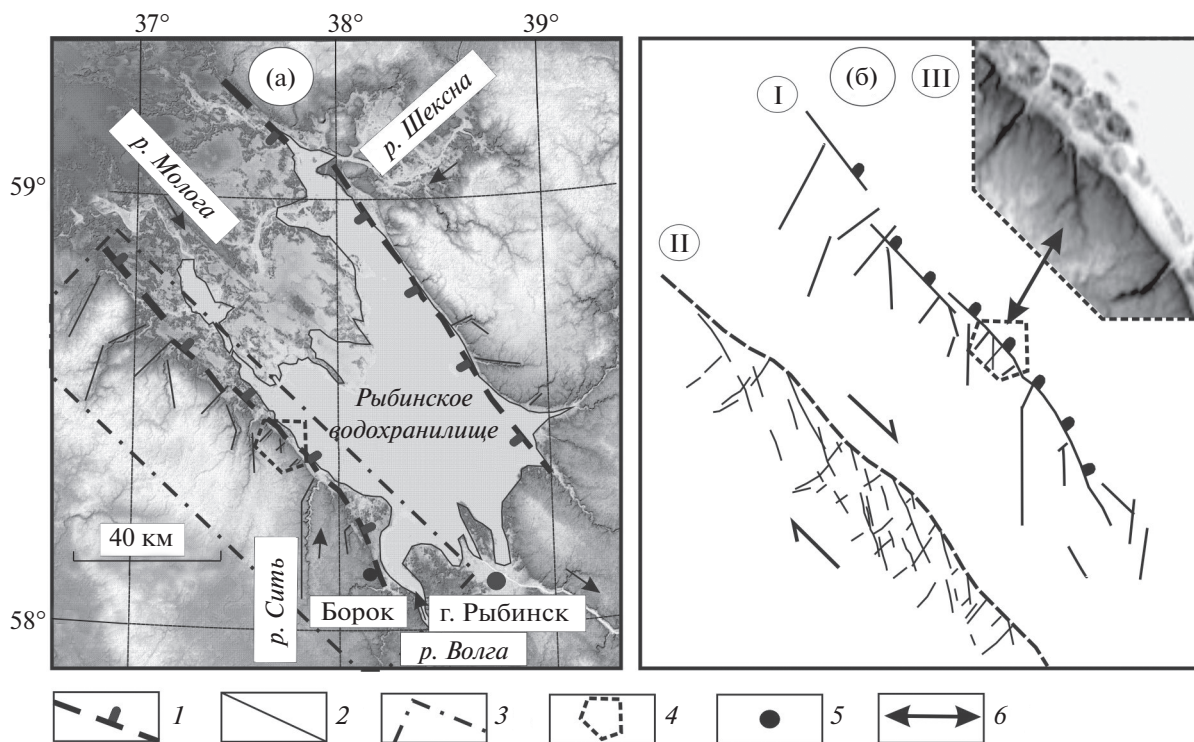 37°
38°
39°
59°
58°
(а)
р. Шексна
р. Молога
Рыбинское
водохранилище
40 км
р. Сить
Борок
г. Рыбинск
р. Волга
(б)
I
II
III
1
2
3
4
5
6